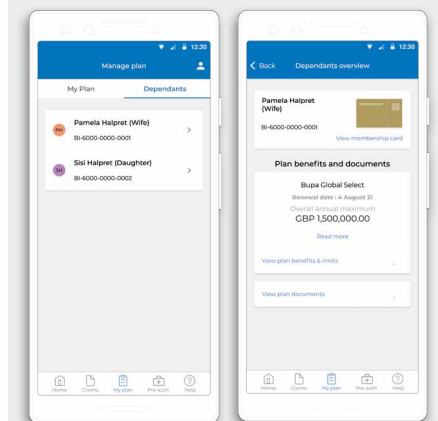 12:30
Manage plan
My Plan
Dependants
PH
Pamela Halpret (Wife)
BI-6000-0000-0001
SH
Sisi Halpret (Daughter)
BI-6000-0000-0002
Home
Claims
My plan
Pre-auth
Help
12:30
Back
Dependants overview
Pamela Halpret
(Wife)
BI-6000-0000-0001
View membership card
Plan benefits and documents
Bupa Global Select
Renewal date : 4 August 21
Overall annual maximum
GBP 1,500,000.00
Read more
View plan benefits & limits
View plan documents
Home
Claims
My plan
Pre-auth
Help